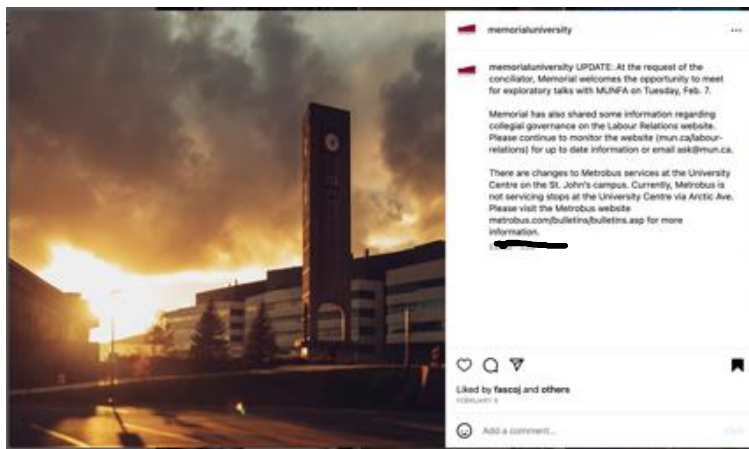 memorialuniversity
memorialuniversity UPDATE: At the request of the
conciliator, Memorial welcomes the opportunity to meet
for exploratory talks with MUNFA on Tuesday, Feb. 7.
Memorial has also shared some information regarding
collegial governance on the Labour Relations website.
Please continue to monitor the website (mun.ca/labour-
relations) for up to date information or email ask@mun.ca.
There are changes to Metrobus services at the University
Centre on the St. John's campus. Currently, Metrobus is
not servicing stops at the University Centre via Arctic Ave.
Please visit the Metrobus website
metrobus.com/bulletins/bulletins.asp for more
information.
Liked by fascoj and others
FEBRUARY 6
Add a comment...